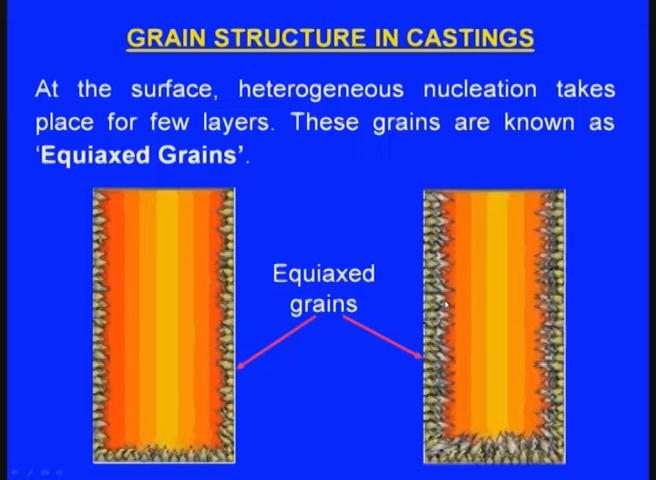 GRAIN STRUCTURE IN CASTINGS
At the surface, heterogeneous nucleation takes
place for few layers. These grains are known as
‘Equiaxed Grains’.
Equiaxed
grains